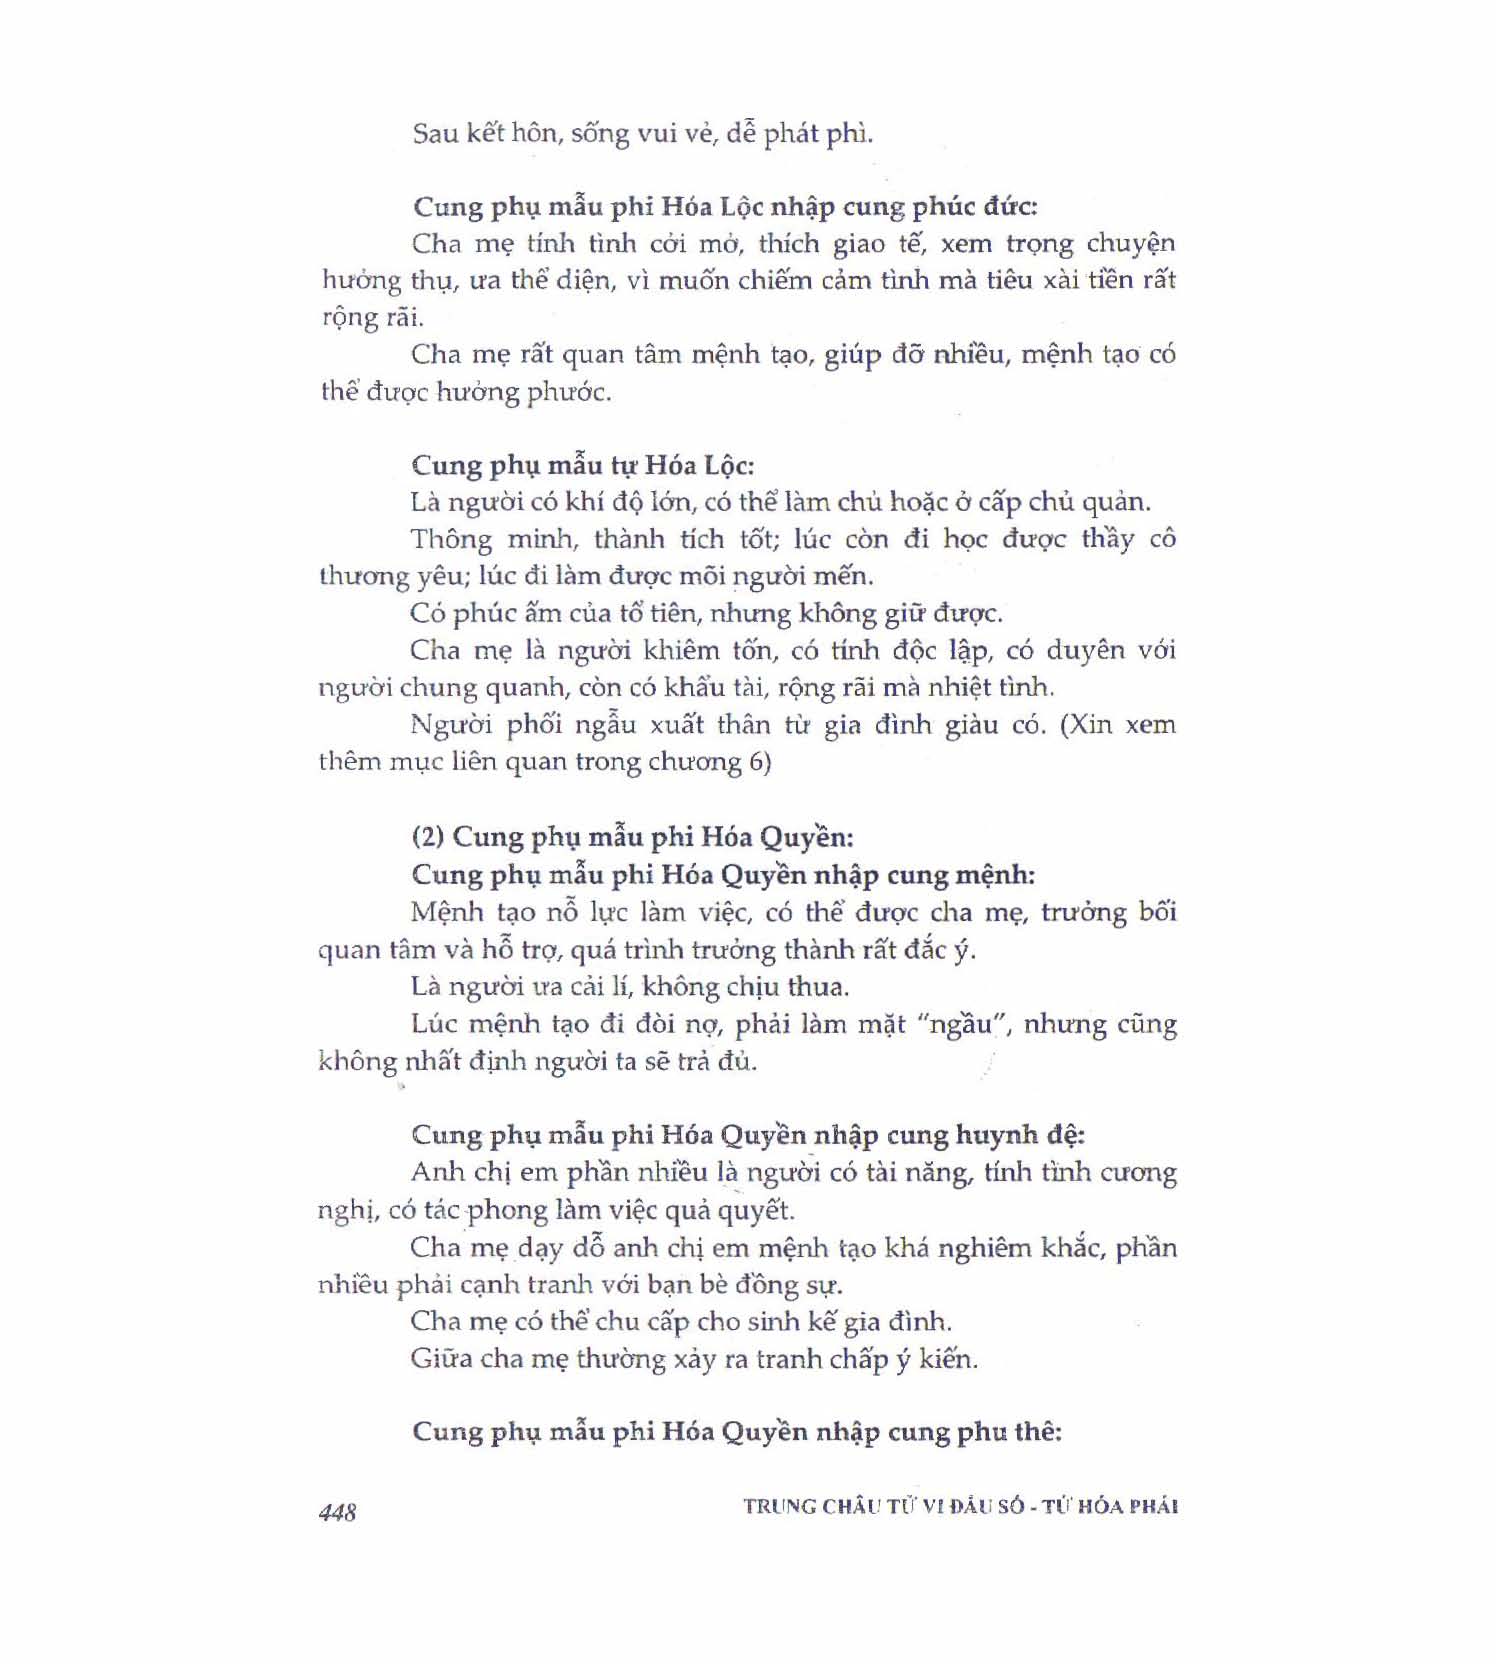 Sau kết hôn, sống vui vẻ, dễ phát phì.
Cung phụ mẫu phi Hóa Lộc nhập cung phúc đức:
Cha mẹ tính tình cởi mở, thích giao tế, xem trọng chuyện
hưởng thụ, ưa thể diện, vì muốn chiếm cảm tình mà tiêu xài tiền rất
rộng rãi.
Cha mẹ rất quan tâm mệnh tạo, giúp đỡ nhiều, mệnh tạo có
thể được hưởng phước.
Cung phụ mẫu tự Hóa Lộc:
Là người có khí độ lớn, có thể làm chủ hoặc ở cấp chủ quản.
Thông minh, thành tích tốt; lúc còn đi học được thầy cô
thương yêu; lúc đi làm được mõi người mến.
Có phúc ấm của tổ tiên, nhưng không giữ được.
Cha mẹ là người khiêm tốn, có tính độc lập, có duyên với
người chung quanh, còn có khẩu tài, rộng rãi mà nhiệt tình.
Người phối ngẫu xuất thân từ gia đình giàu có. (Xin xem
thêm mục liên quan trong chương 6)
(2) Cung phụ mẫu phi Hóa Quyền:
Cung phụ mẫu phi Hóa Quyền nhập cung mệnh:
Mệnh tạo nỗ lực làm việc, có thể được cha mẹ, trưởng bối
quan tâm và hỗ trợ, quá trình trưởng thành rất đắc ý.
Là người ưa cải lí, không chịu thua.
Lúc mệnh tạo đi đòi nợ, phải làm mặt "ngầu", nhưng cũng
không nhất định người ta sẽ trả đủ.
Cung phụ mẫu phi Hóa Quyền nhập cung huynh đệ:
Anh chị em phần nhiều là người có tài năng, tính tình cương
nghị, có tác phong làm việc quả quyết.
Cha mẹ dạy dỗ anh chị em mệnh tạo khá nghiêm khắc, phần
nhiều phải cạnh tranh với bạn bè đồng sự.
Cha mẹ có thể chu cấp cho sinh kế gia đình.
Giữa cha mẹ thường xảy ra tranh chấp ý kiến.
Cung phụ mẫu phi Hóa Quyền nhập cung phu thê:
448
TRUNG CHÂU TỬ VI ĐẨU SỐ - TỨ HÓA PHÁI